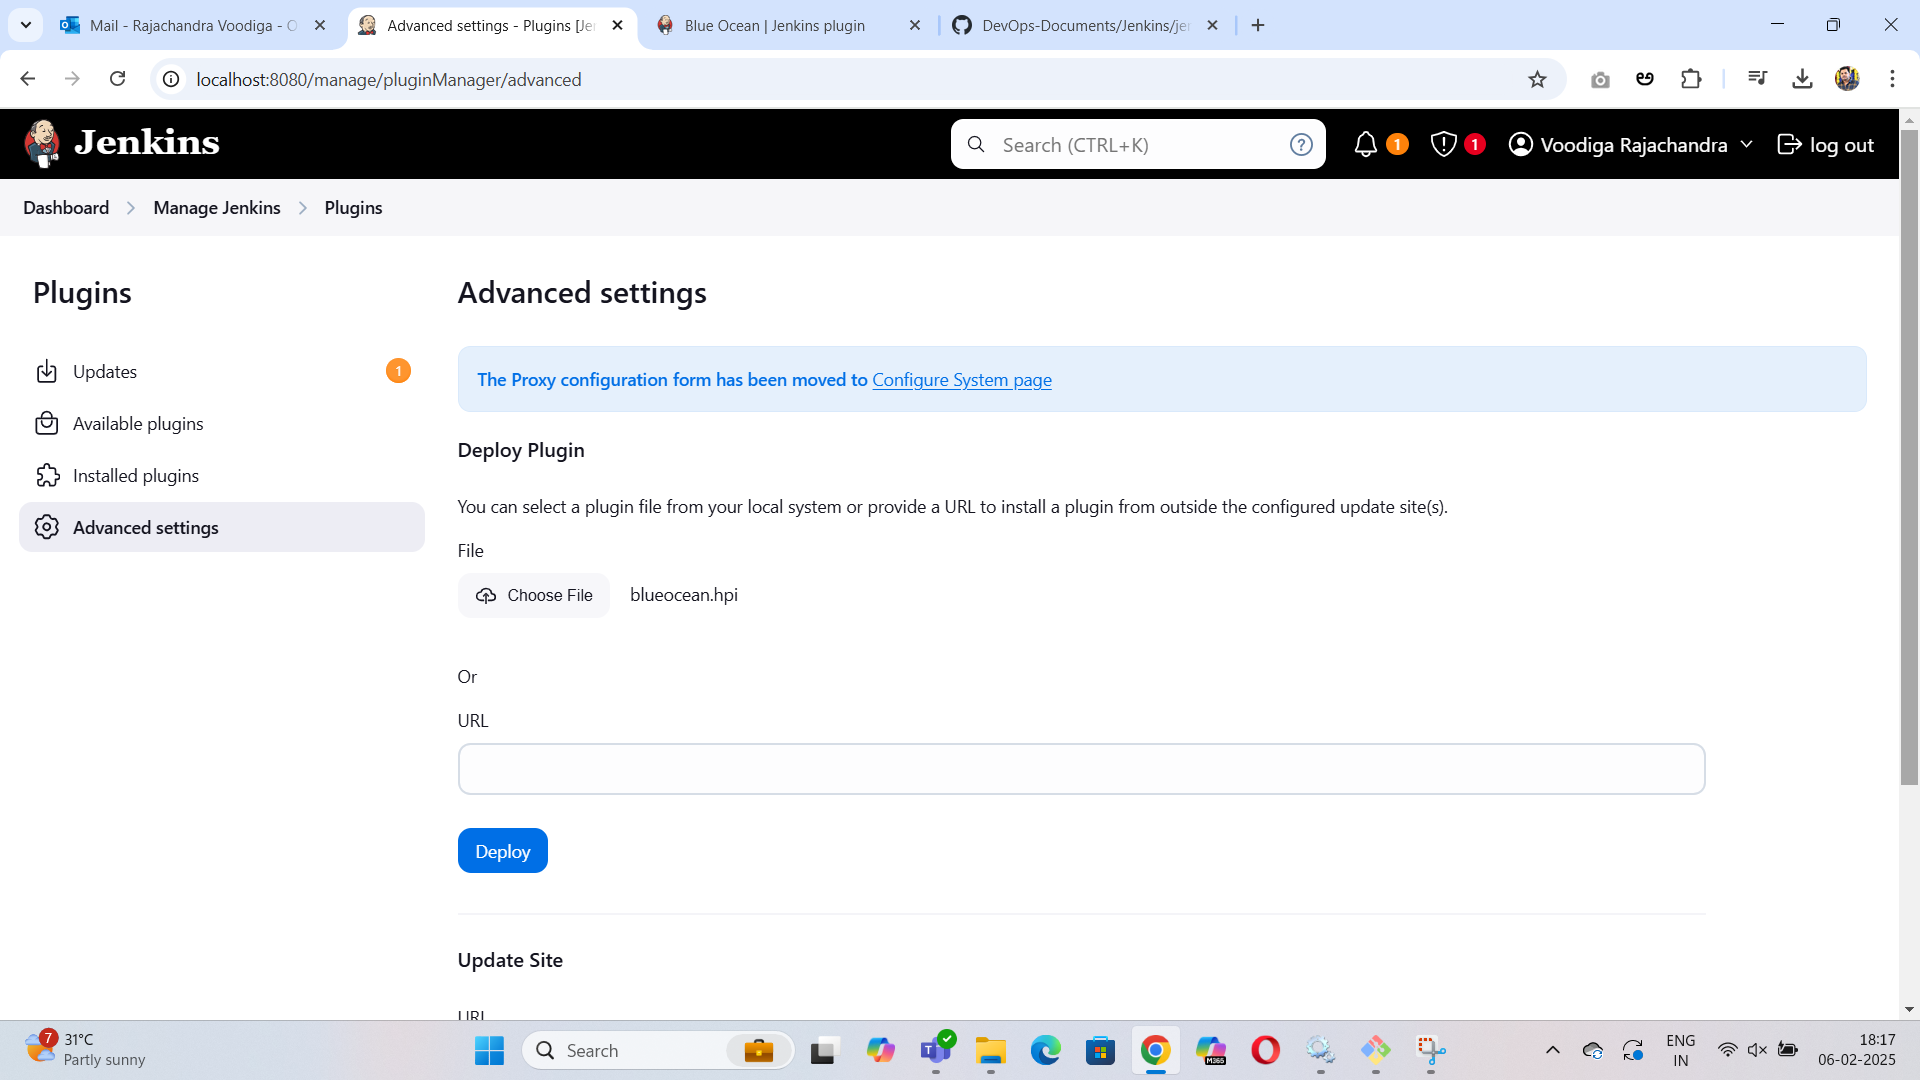 Mail - Rajachandra Voodiga - O
Advanced settings - Plugins [Je
Blue Ocean | Jenkins plugin
DevOps-Documents/Jenkins/je
localhost:8080/manage/pluginManager/advanced
Jenkins
Search (CTRL+K)
?
1
1
Voodiga Rajachandra
log out
Dashboard
Manage Jenkins
Plugins
Plugins
Updates
1
Available plugins
Installed plugins
Advanced settings
Advanced settings
The Proxy configuration form has been moved to Configure System page
Deploy Plugin
You can select a plugin file from your local system or provide a URL to install a plugin from outside the configured update site(s).
File
Choose File
blueocean.hpi
Or
URL
Deploy
Update Site
URL
7
31°C
Partly sunny
Search
M365
ENG
IN
18:17
06-02-2025